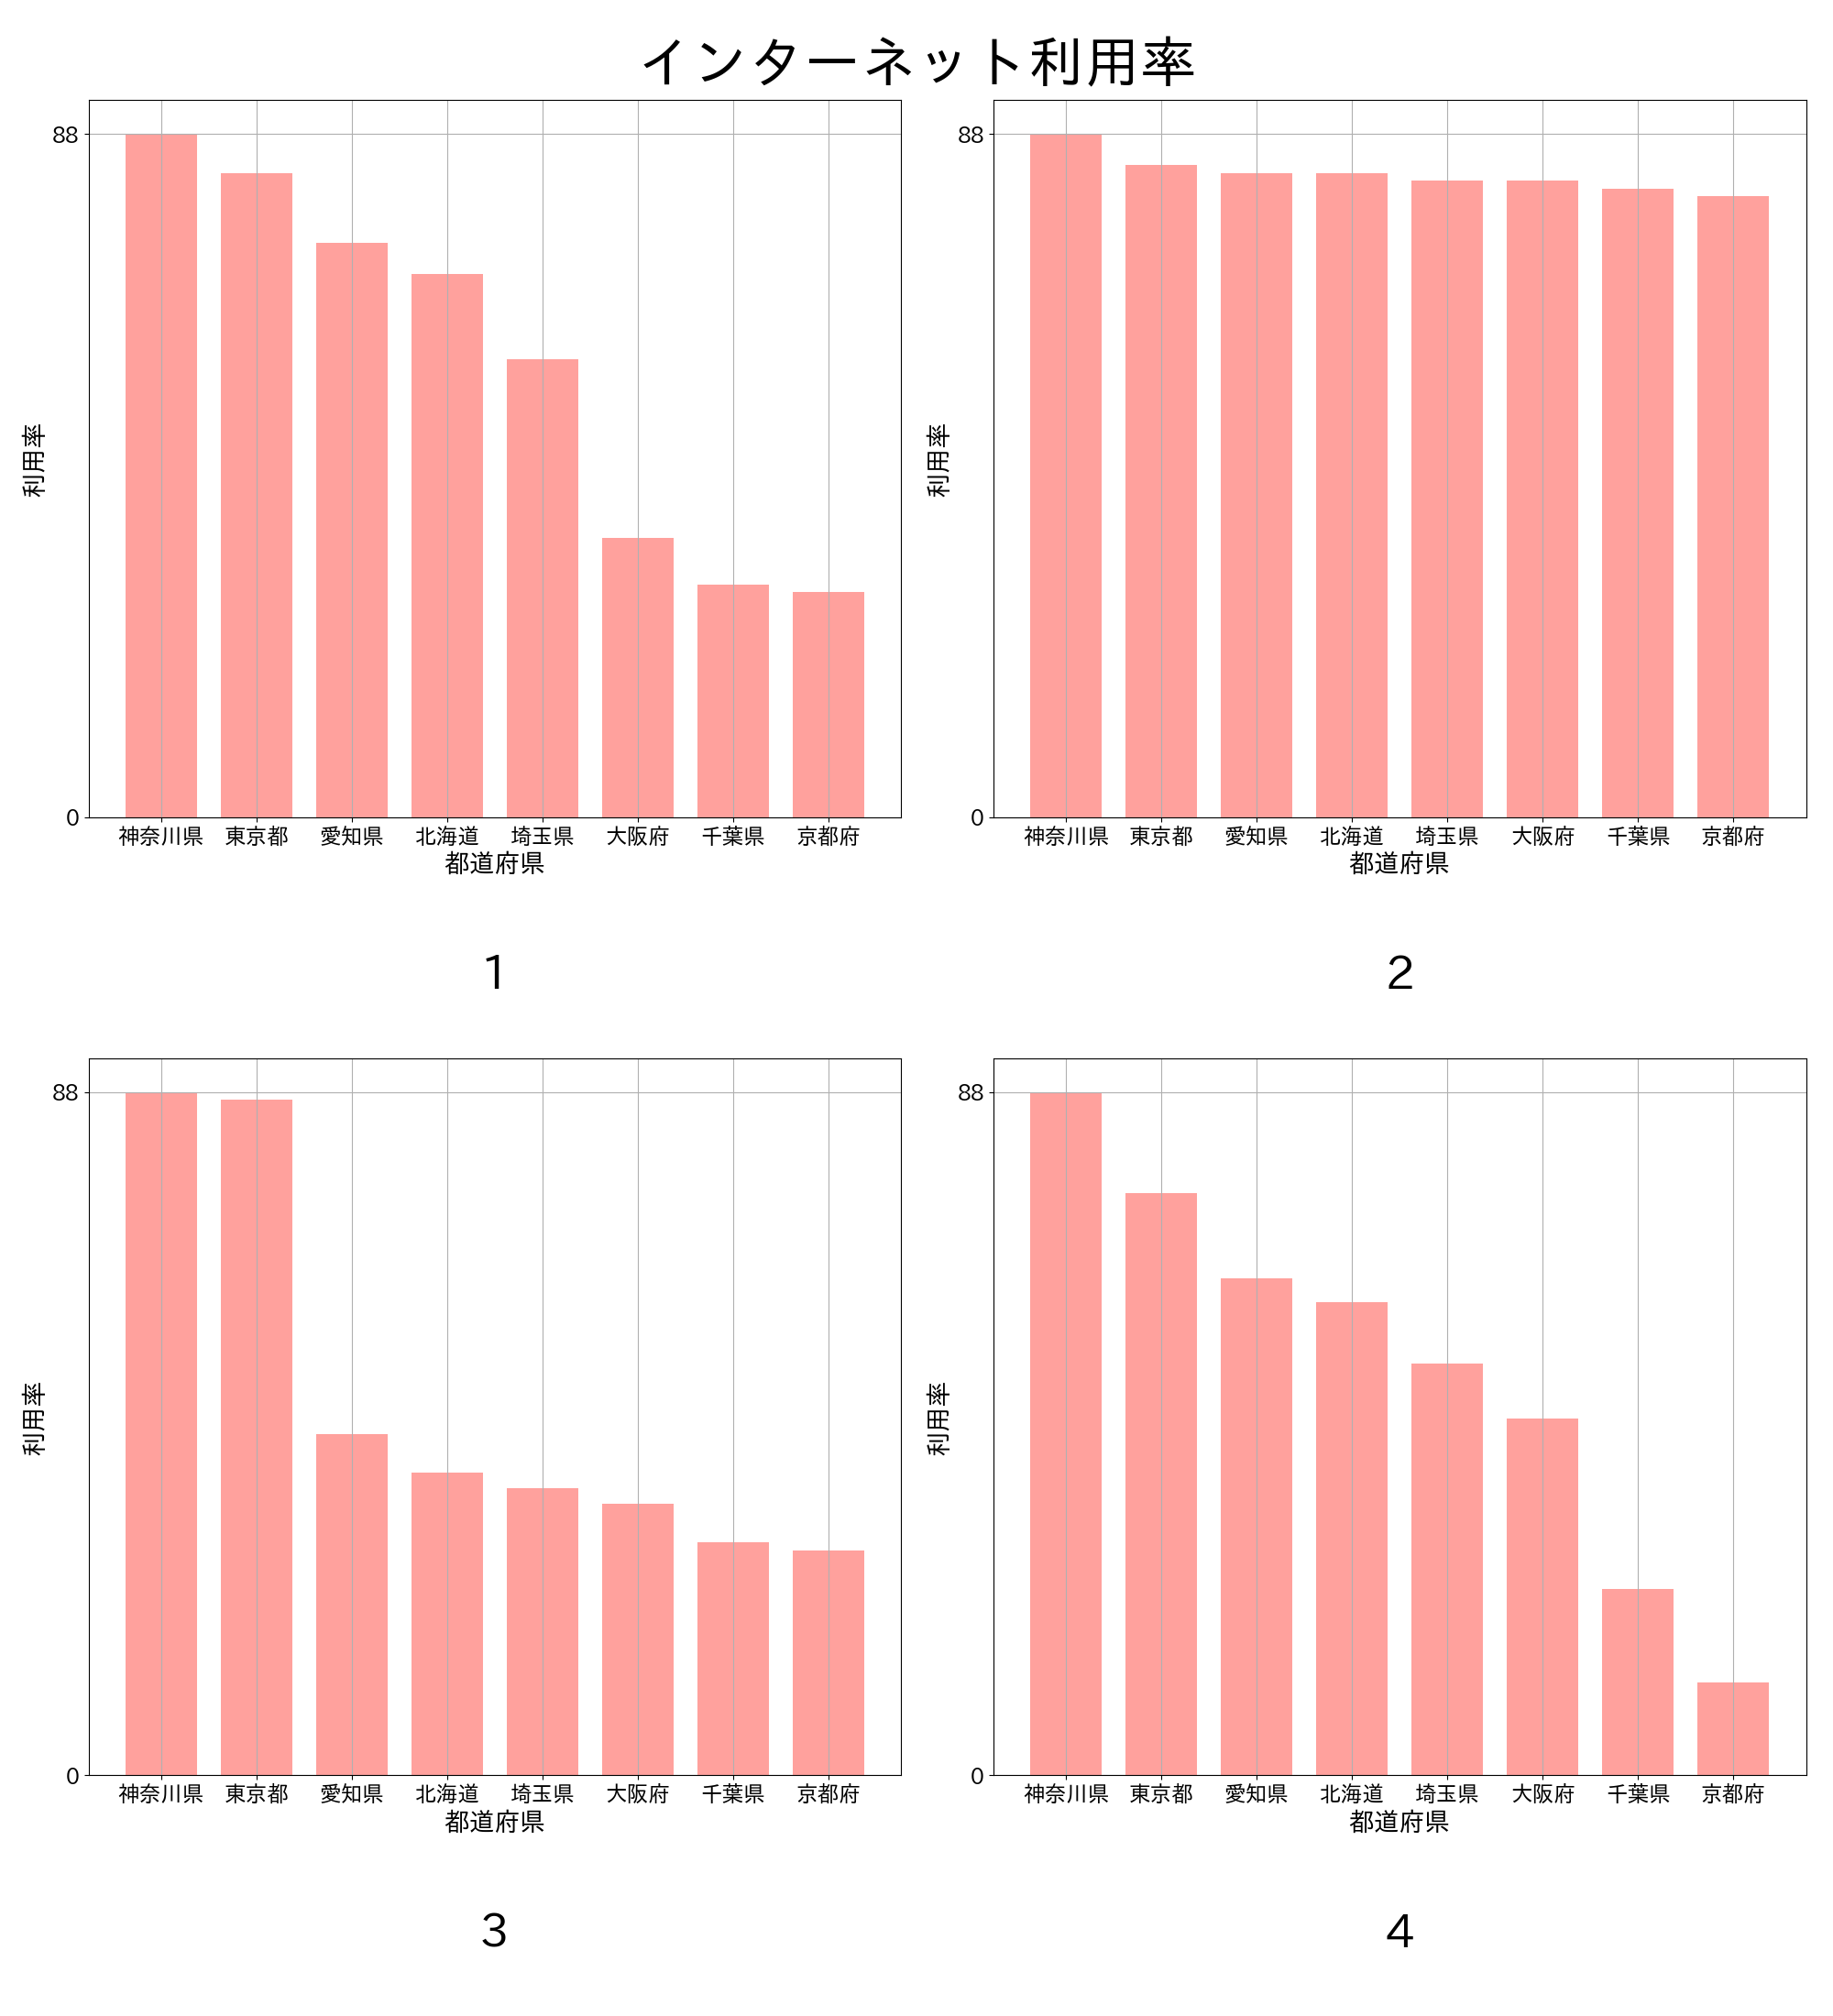 インターネット利用率
88
0
利用率
神奈川県 東京都 愛知県 北海道 埼玉県 大阪府 千葉県 京都府
都道府県
1
88
0
利用率
神奈川県 東京都 愛知県 北海道 埼玉県 大阪府 千葉県 京都府
都道府県
2
88
0
利用率
神奈川県 東京都 愛知県 北海道 埼玉県 大阪府 千葉県 京都府
都道府県
3
88
0
利用率
神奈川県 東京都 愛知県 北海道 埼玉県 大阪府 千葉県 京都府
都道府県
4